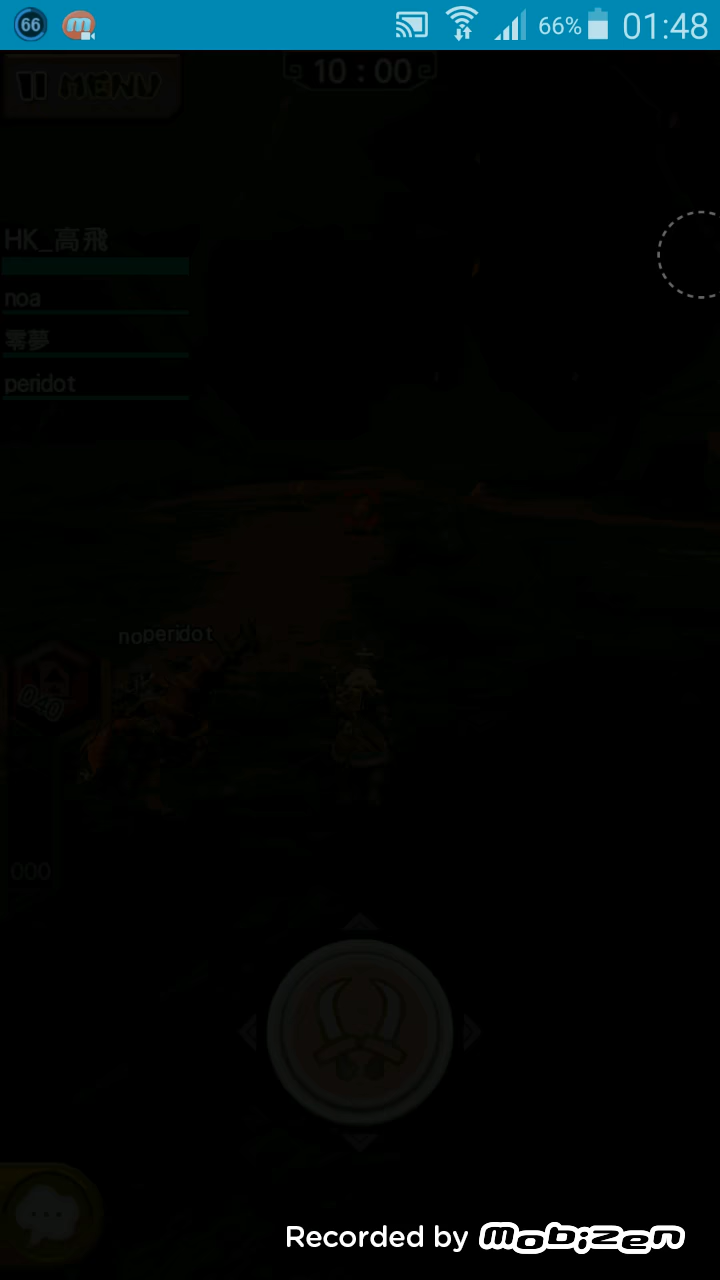 66 m 66% 01:48
MENU 10:00
HK_高飛
noa
零夢
peridot
noperidot
040
000
Recorded by mobizen